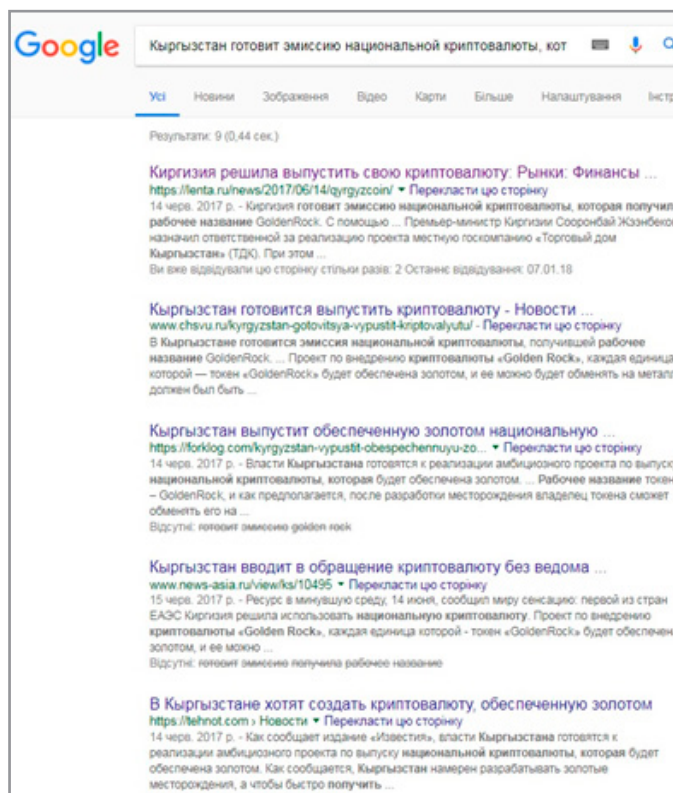 Google
Кыргызстан готовит эмиссию национальной криптовалюты, кот
Усі Новини Зображення Відео Карти Більше Налаштування Інстр
Результати: 9 (0,44 сек.)
Киргизия решила выпустить свою криптовалюту: Рынки: Финансы ...
https://lenta.ru/news/2017/06/14/qyrgyzcoin/ ▾ Перекласти цю сторінку
14 черв. 2017 р. - Киргизия готовит эмиссию национальной криптовалюты, которая получил
рабочее название GoldenRock. С помощью ... Премьер-министр Киргизии Сооронбай Жээнбеков
назначил ответственной за реализацию проекта местную госкомпанию «Торговый дом
Кыргызстан» (ТДК). При этом ...
Ви вже відвідували цю сторінку стільки разів: 2 Останнє відвідування: 07.01.18
Кыргызстан готовится выпустить криптовалюту - Новости ...
www.chsvu.ru/kyrgyzstan-gotovitsya-vypustit-kriptovalyutu/ - Перекласти цю сторінку
В Кыргызстане готовится эмиссия национальной криптовалюты, получившей рабочее
название GoldenRock. ... Проект по внедрению криптовалюты «Golden Rock», каждая единица
которой — токен «GoldenRock» будет обеспечена золотом, и ее можно будет обменять на металл
должен был быть ...
Кыргызстан выпустит обеспеченную золотом национальную ...
https://forklog.com/kyrgyzstan-vypustit-obespechennuyu-zo... ▾ Перекласти цю сторінку
14 черв. 2017 р. - Власти Кыргызстана готовятся к реализации амбициозного проекта по выпуску
национальной криптовалюты, которая будет обеспечена золотом. ... Рабочее название токен
– GoldenRock, и как предполагается, после разработки месторождения владелец токена сможет
обменять его на ...
Відсутні: готовит эмиссию golden rock
Кыргызстан вводит в обращение криптовалюту без ведома ...
www.news-asia.ru/view/ks/10495 ▾ Перекласти цю сторінку
15 черв. 2017 р. - Ресурс в минувшую среду, 14 июня, сообщил миру сенсацию: первой из стран
ЕАЭС Киргизия решила использовать национальную криптовалюту. Проект по внедрению
криптовалюты «Golden Rock», каждая единица которой - токен «GoldenRock» будет обеспечен
золотом, и ее можно ...
Відсутні: готовит эмиссию получила рабочее название
В Кыргызстане хотят создать криптовалюту, обеспеченную золотом
https://tehnot.com › Новости ▾ Перекласти цю сторінку
14 черв. 2017 р. - Как сообщает издание «Известия», власти Кыргызстана готовятся к
реализации амбициозного проекта по выпуску национальной криптовалюты, которая будет
обеспечена золотом. Как сообщается, Кыргызстан намерен разрабатывать золотые
месторождения, а чтобы быстро получить ...